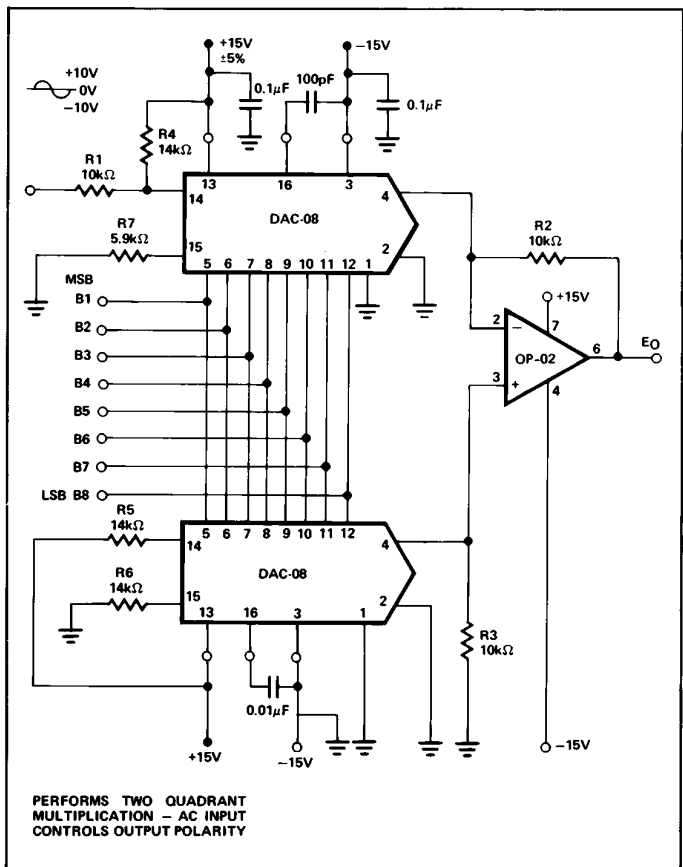 +15V
±5%
−15V
+10V
0V
−10V
100pF
0.1μF
0.1μF
R4
14kΩ
R1
10kΩ
13
16
3
14
4
DAC-08
R7
5.9kΩ
15
2
5 6 7 8 9 10 11 12 1
R2
10kΩ
MSB
B1
B2
B3
B4
B5
B6
B7
LSB B8
+15V
2
−
7
OP-02
6
EO
3
+
4
R5
14kΩ
5 6 7 8 9 10 11 12
14
4
DAC-08
R6
14kΩ
15
2
13
16
3
1
R3
10kΩ
0.01μF
+15V
−15V
−15V
PERFORMS TWO QUADRANT
MULTIPLICATION – AC INPUT
CONTROLS OUTPUT POLARITY